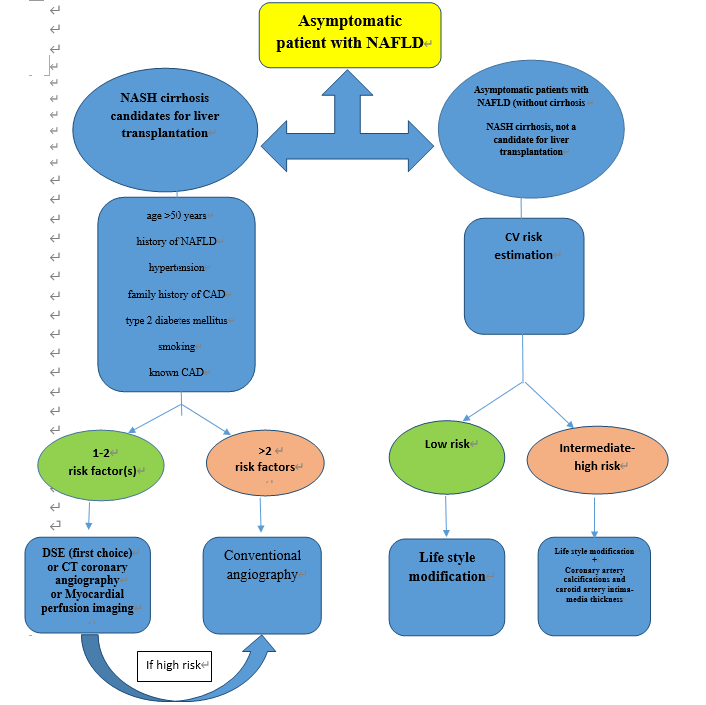 Asymptomatic
patient with NAFLD
NASH cirrhosis
candidates for liver
transplantation
Asymptomatic patients with
NAFLD (without cirrhosis
NASH cirrhosis, not a
candidate for liver
transplantation
age >50 years
history of NAFLD
hypertension
family history of CAD
type 2 diabetes mellitus
smoking
known CAD
CV risk
estimation
1-2
risk factor(s)
>2
risk factors
Low risk
Intermediate-
high risk
DSE (first choice)
or CT coronary
angiography
or Myocardial
perfusion imaging
Conventional
angiography
Life style
modification
Life style modification
+
Coronary artery
calcifications and
carotid artery intima-
media thickness
If high risk